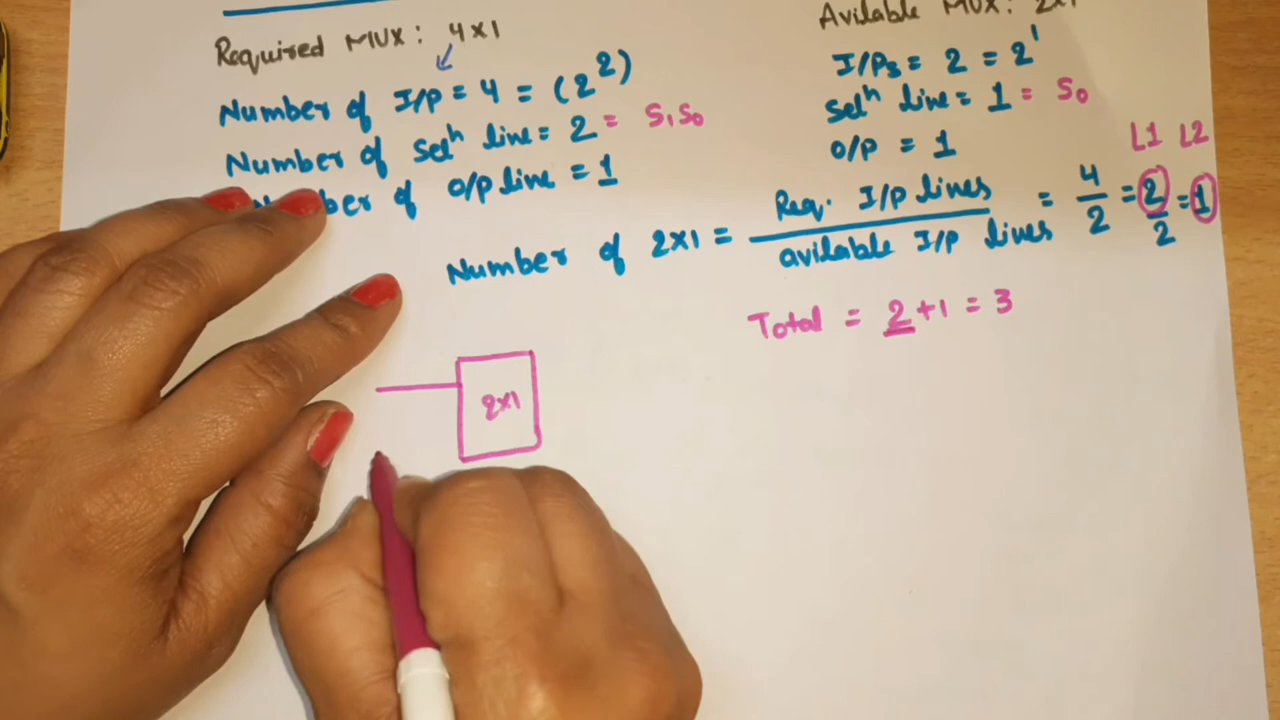 Required MUX: 4x1
Number of I/p = 4 = (2²)
Number of selⁿ line = 2 = S₁S₀
Number of o/p line = 1
Avilable MUX: 2x1
I/Ps = 2 = 2¹
selⁿ line = 1 = S₀
O/p = 1
L1 L2
Number of 2x1 = Req. I/p lines / avilable I/p lines = 4/2 = 2/2 = 1
Total = 2+1 = 3
2x1